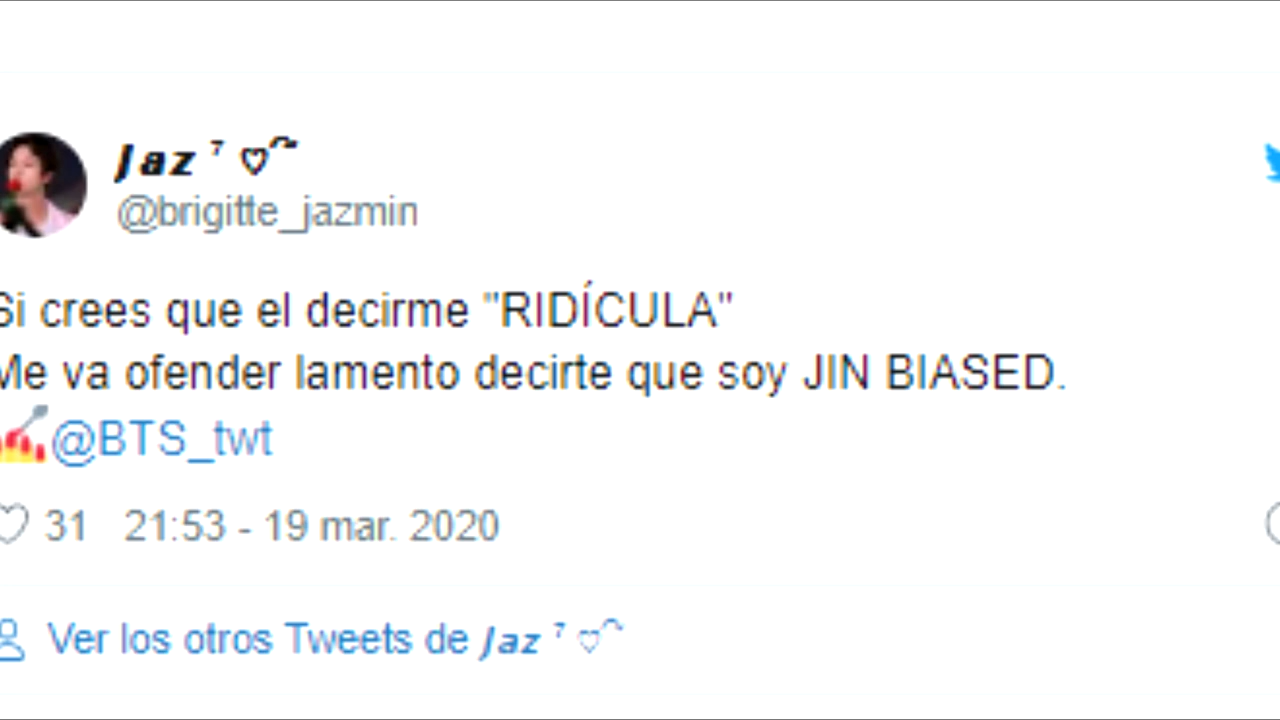 Jaz ⁷ ♡
@brigitte_jazmin
Si crees que el decirme "RIDÍCULA"
Me va ofender lamento decirte que soy JIN BIASED.
💅@BTS_twt
31 21:53 - 19 mar. 2020
Ver los otros Tweets de Jaz ⁷ ♡